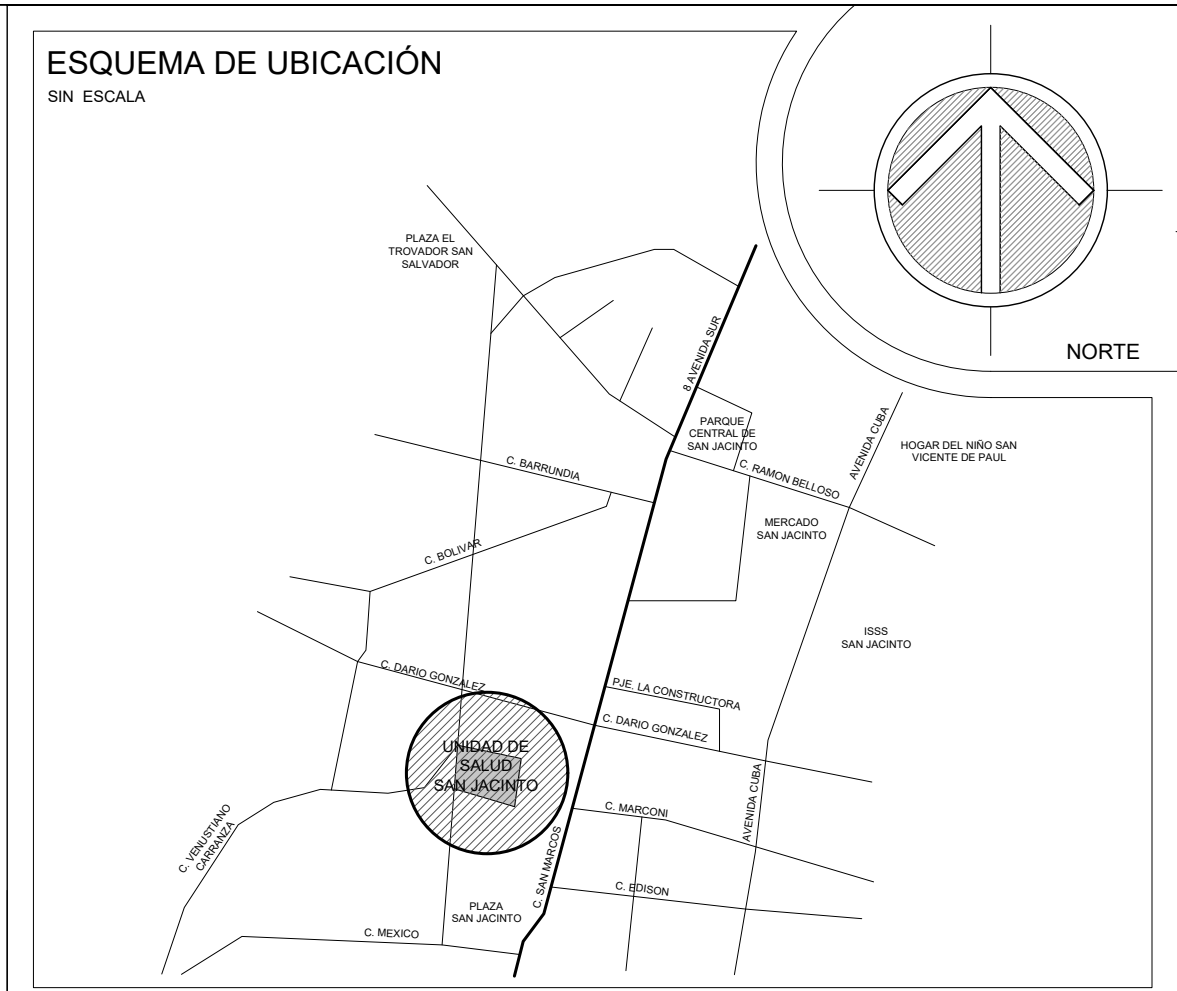 ESQUEMA DE UBICACIÓN
SIN ESCALA
NORTE
PLAZA EL
TROVADOR SAN
SALVADOR
8 AVENIDA SUR
PARQUE
CENTRAL DE
SAN JACINTO
AVENIDA CUBA
HOGAR DEL NIÑO SAN
VICENTE DE PAUL
C. BARRUNDIA
C. RAMON BELLOSO
MERCADO
SAN JACINTO
C. BOLIVAR
ISSS
SAN JACINTO
C. DARIO GONZALEZ
PJE. LA CONSTRUCTORA
C. DARIO GONZALEZ
UNIDAD DE
SALUD
SAN JACINTO
AVENIDA CUBA
C. MARCONI
C. VENUSTIANO
CARRANZA
C. SAN MARCOS
C. EDISON
PLAZA
SAN JACINTO
C. MEXICO